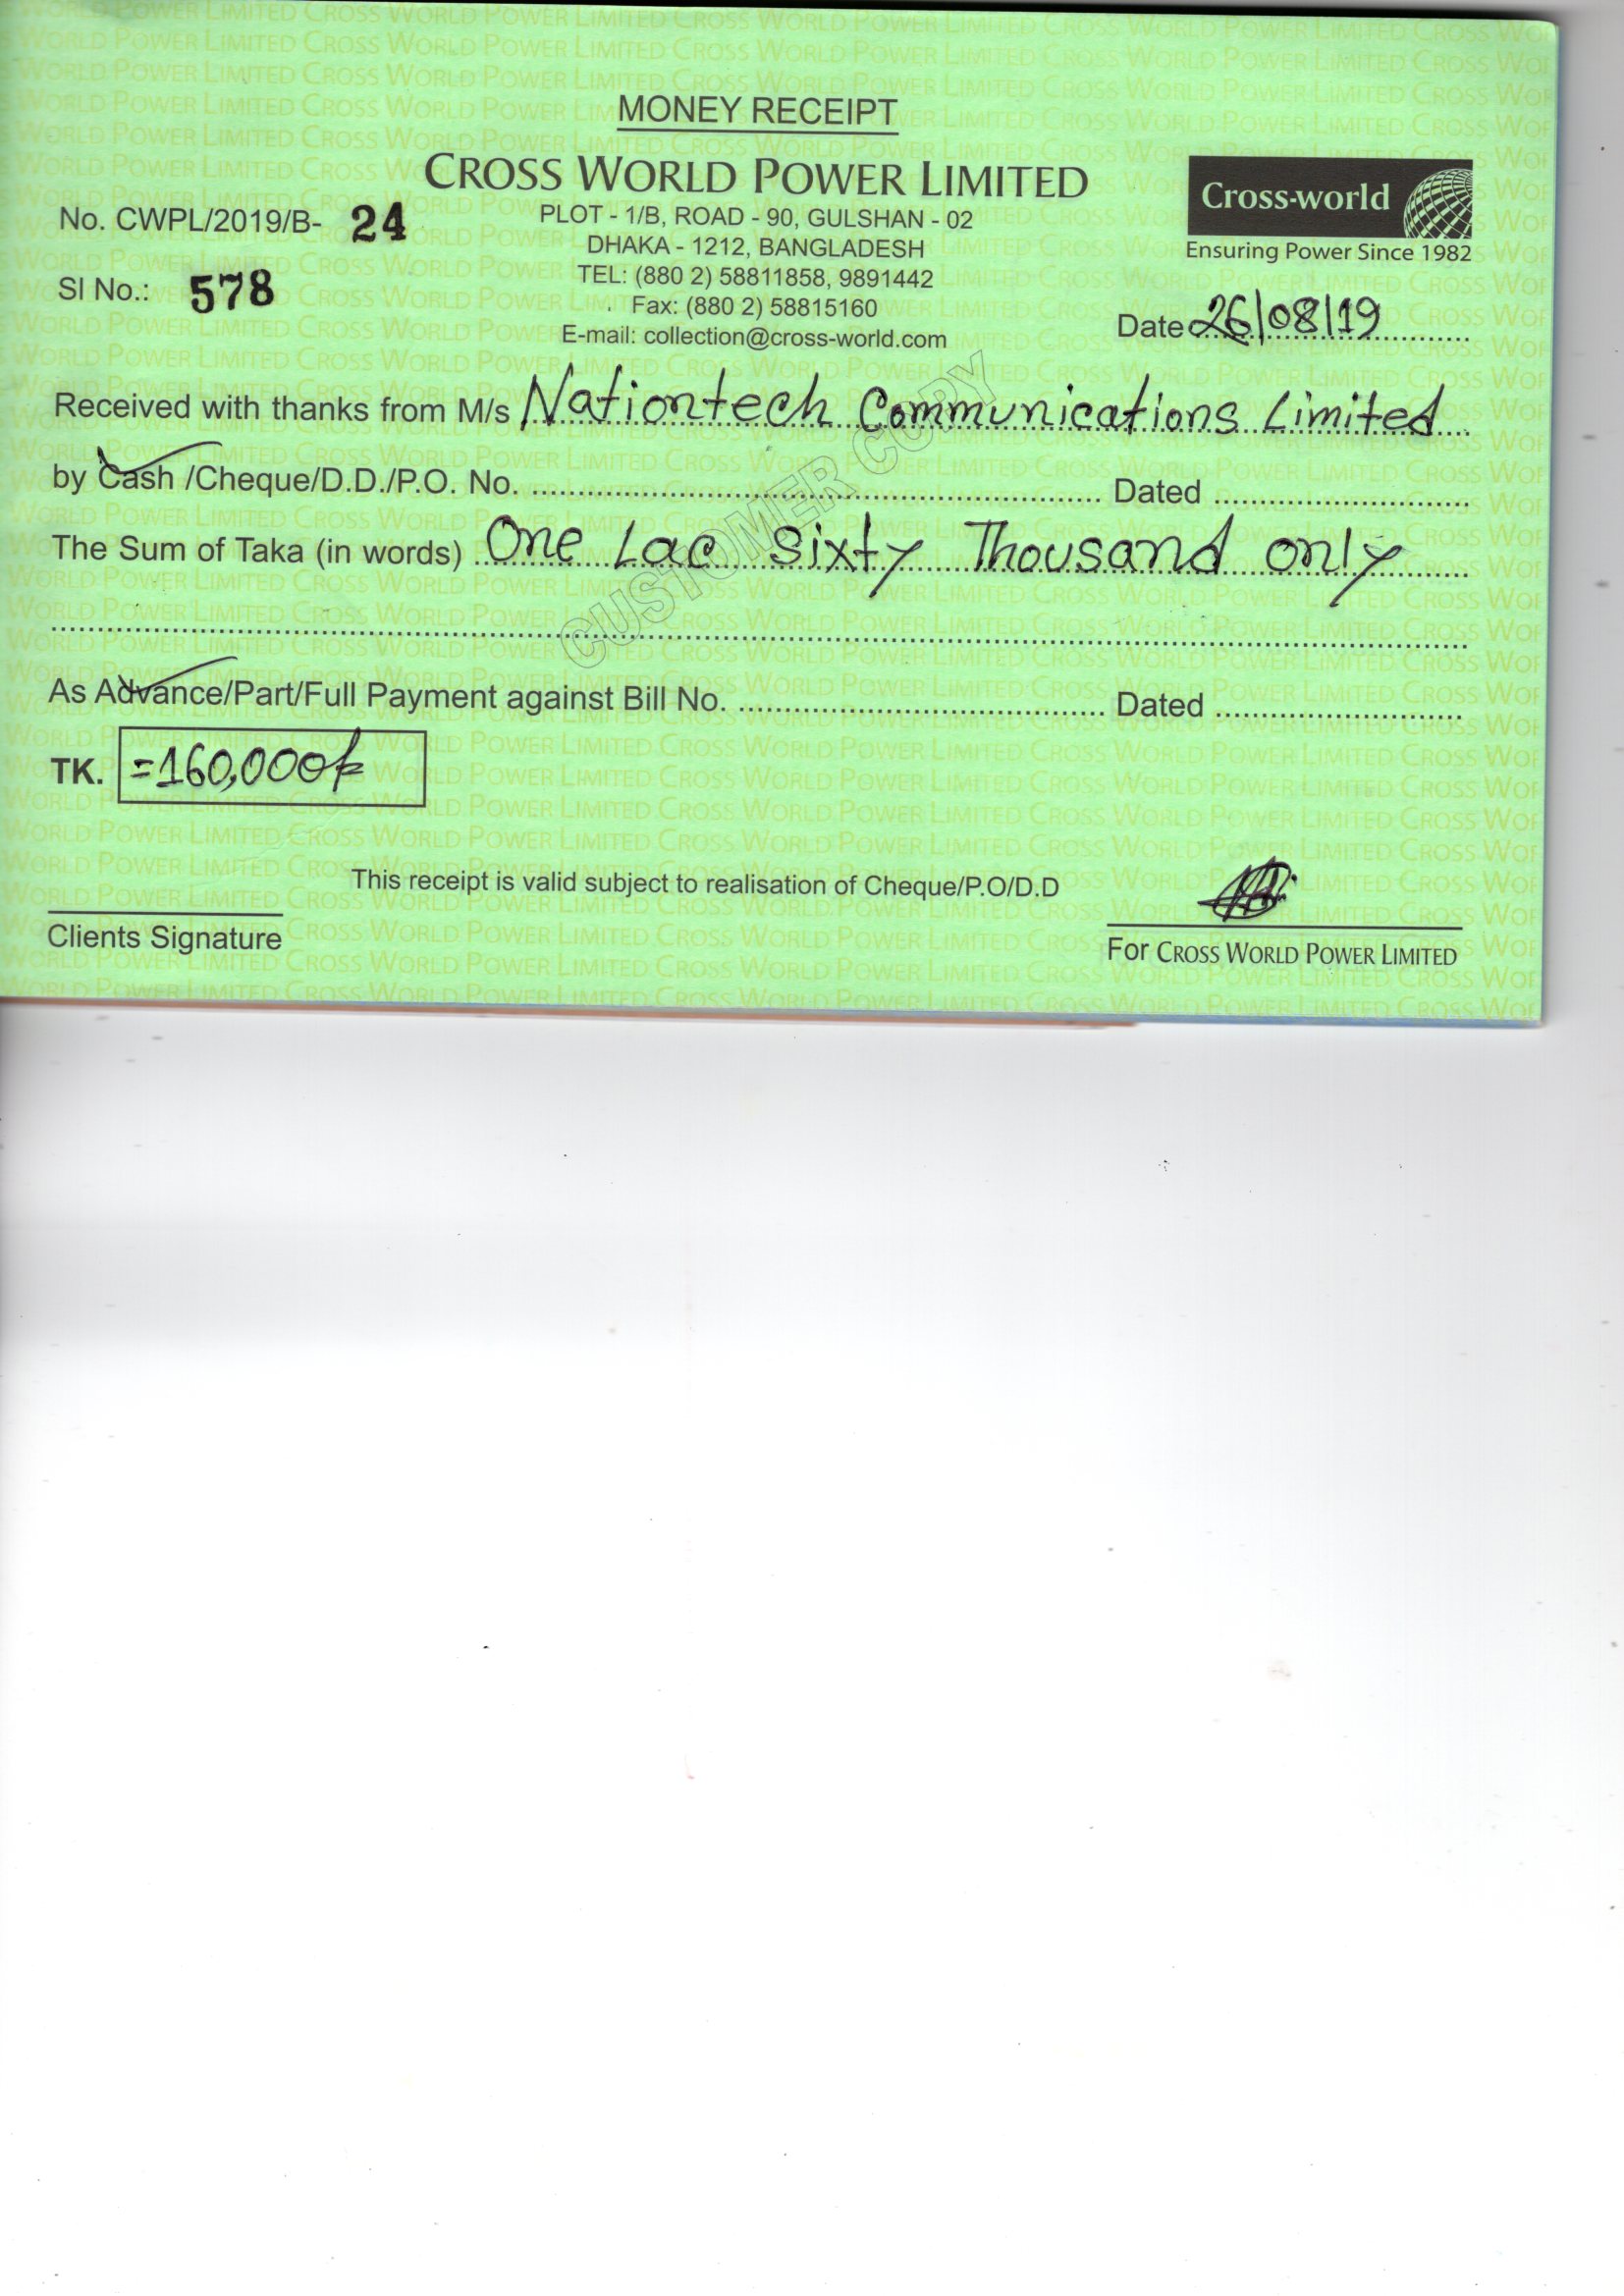 MONEY RECEIPT
CROSS WORLD POWER LIMITED
PLOT - 1/B, ROAD - 90, GULSHAN - 02
DHAKA - 1212, BANGLADESH
TEL: (880 2) 58811858, 9891442
Fax: (880 2) 58815160
E-mail: collection@cross-world.com
No. CWPL/2019/B- 24
Sl No.: 578
Cross-world
Ensuring Power Since 1982
Date 26/08/19
Received with thanks from M/s Nationtech Communications Limited
by Cash /Cheque/D.D./P.O. No. Dated
The Sum of Taka (in words) One Lac Sixty Thousand only
CUSTOMER COPY
As Advance/Part/Full Payment against Bill No. Dated
TK. =160,000/=
This receipt is valid subject to realisation of Cheque/P.O/D.D
Clients Signature
For CROSS WORLD POWER LIMITED